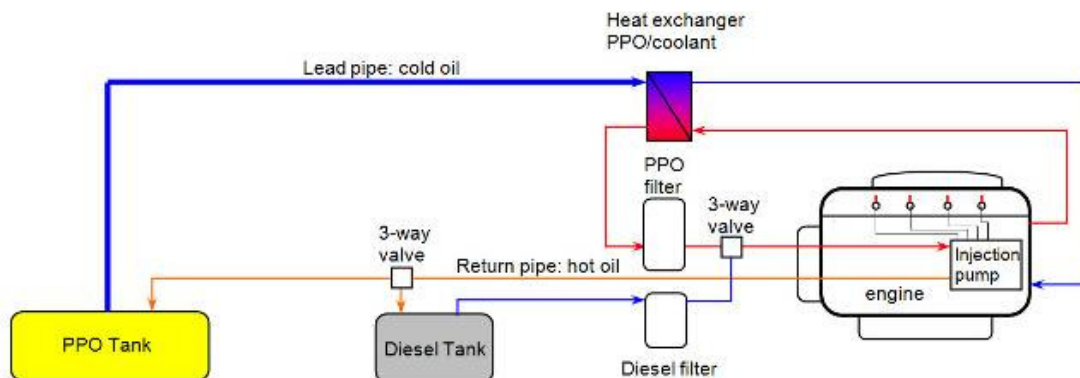 Heat exchanger
PPO/coolant
Lead pipe: cold oil
PPO
filter
3-way
valve
3-way
valve
Return pipe: hot oil
Injection
pump
engine
PPO Tank
Diesel Tank
Diesel filter